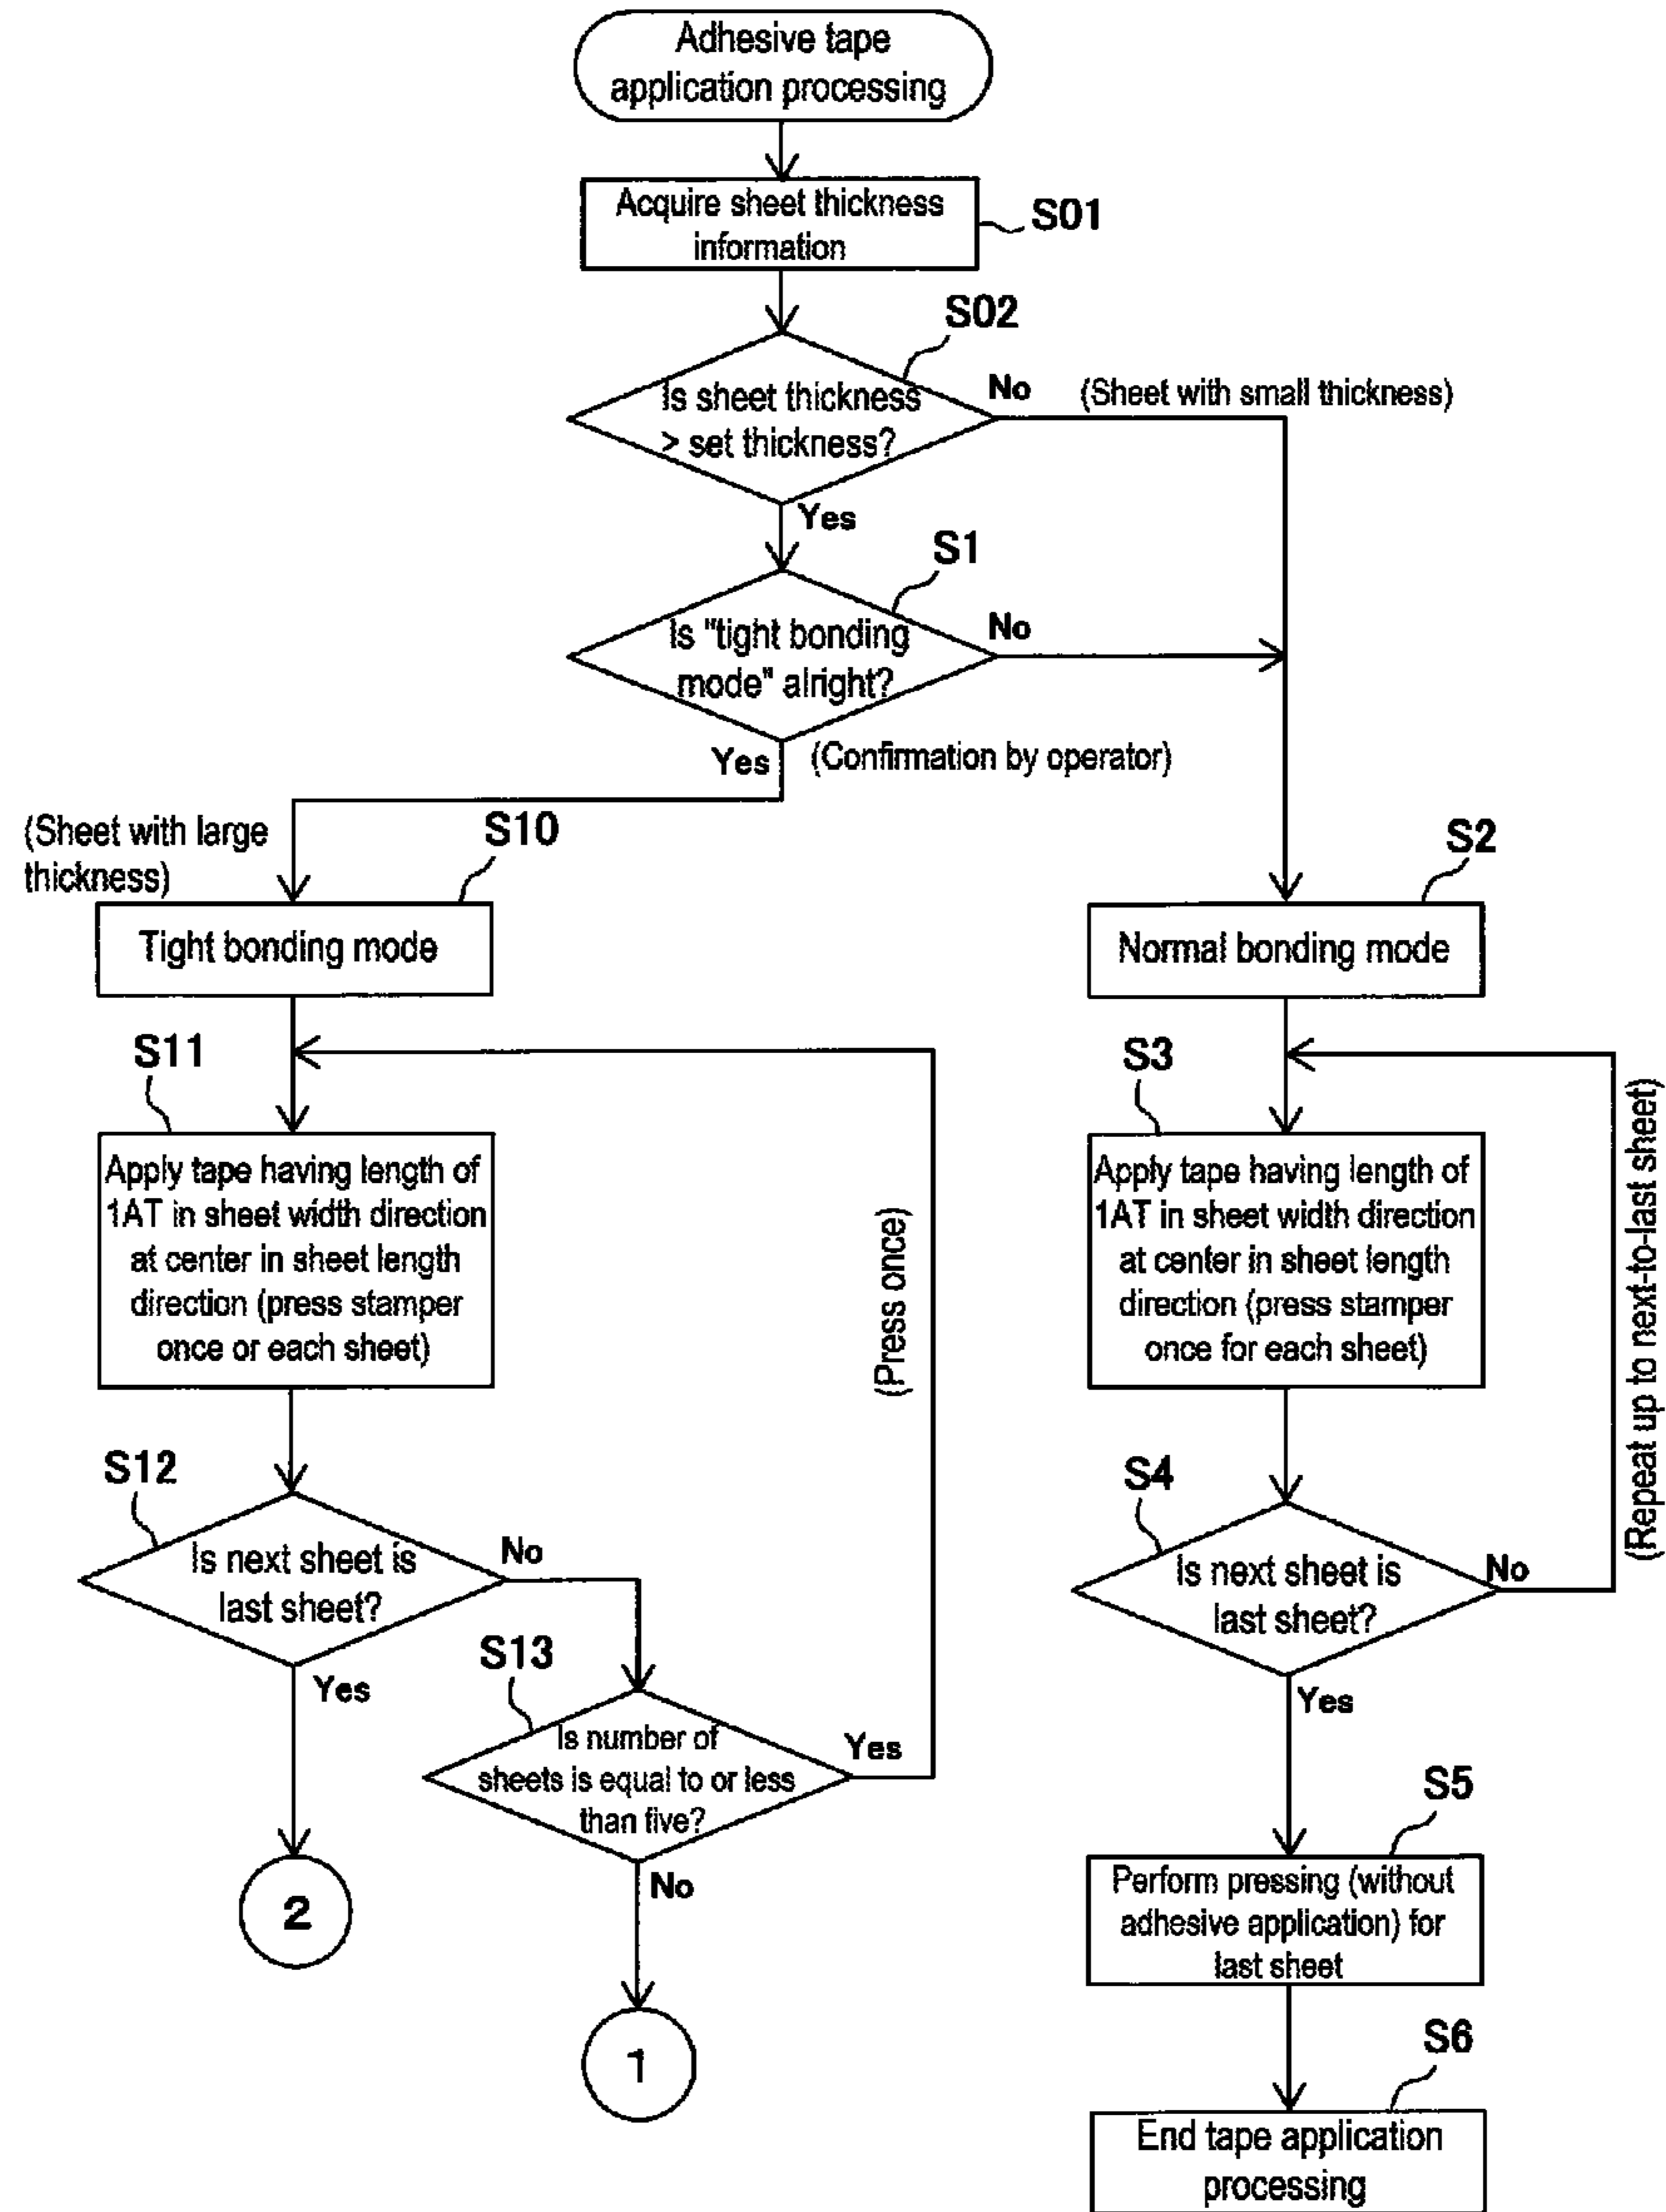 Adhesive tape
application processing
Acquire sheet thickness
information
S01
S02
Is sheet thickness
> set thickness?
No
(Sheet with small thickness)
Yes
S1
Is "tight bonding
mode" alright?
No
Yes
(Confirmation by operator)
(Sheet with large
thickness)
S10
Tight bonding mode
S2
Normal bonding mode
S11
Apply tape having length of
1AT in sheet width direction
at center in sheet length
direction (press stamper
once or each sheet)
(Press once)
S3
Apply tape having length of
1AT in sheet width direction
at center in sheet length
direction (press stamper
once for each sheet)
(Repeat up to next-to-last sheet)
S12
Is next sheet is
last sheet?
No
Yes
S13
Is number of
sheets is equal to or less
than five?
Yes
No
2
1
S4
Is next sheet is
last sheet?
No
Yes
S5
Perform pressing (without
adhesive application) for
last sheet
S6
End tape application
processing